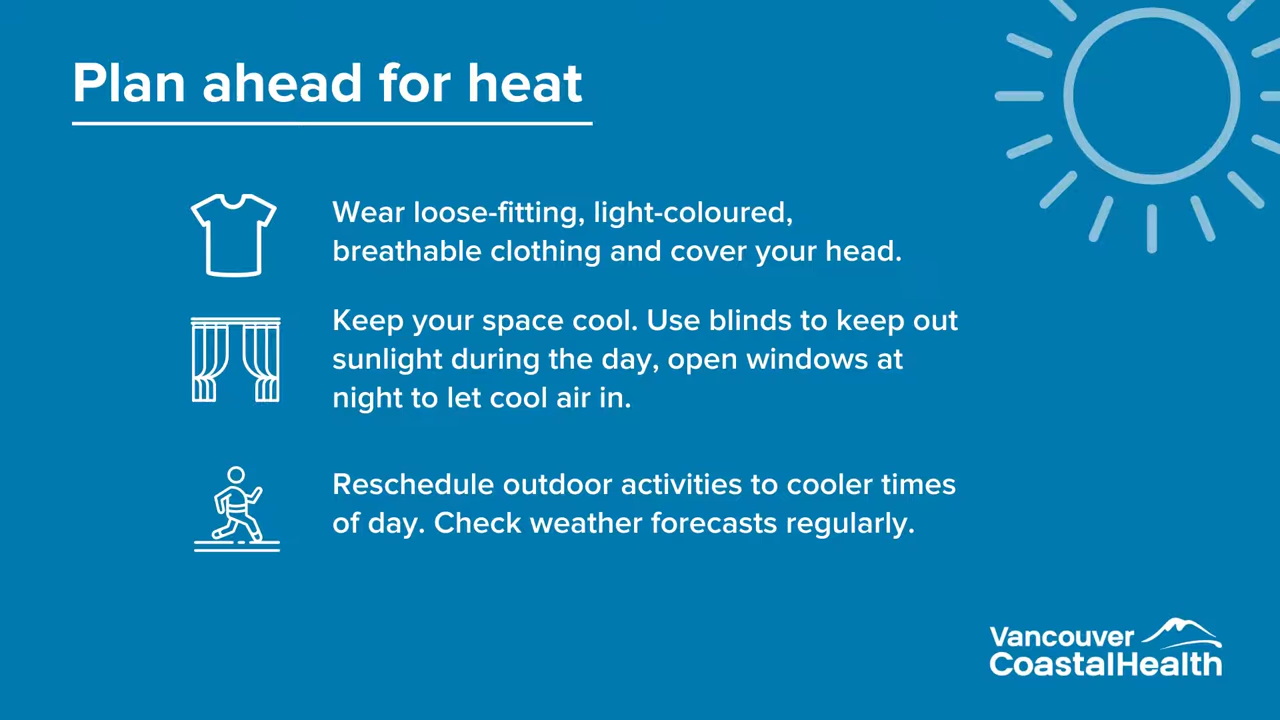 Plan ahead for heat
Wear loose-fitting, light-coloured,
breathable clothing and cover your head.
Keep your space cool. Use blinds to keep out
sunlight during the day, open windows at
night to let cool air in.
Reschedule outdoor activities to cooler times
of day. Check weather forecasts regularly.
Vancouver
CoastalHealth